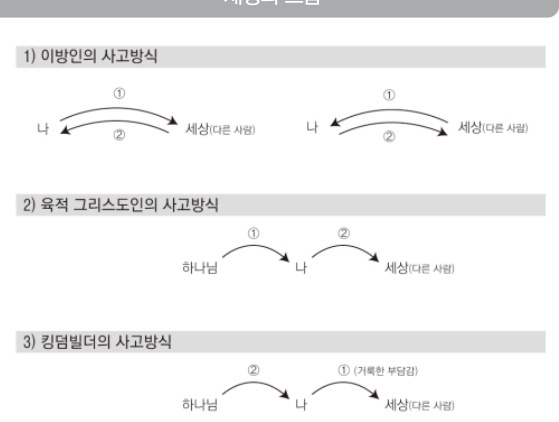 1) 이방인의 사고방식
① ①
나 세상(다른 사람) 나 세상(다른 사람)
② ②
2) 육적 그리스도인의 사고방식
① ②
하나님 나 세상(다른 사람)
3) 킹덤빌더의 사고방식
② ① (거룩한 부담감)
하나님 나 세상(다른 사람)